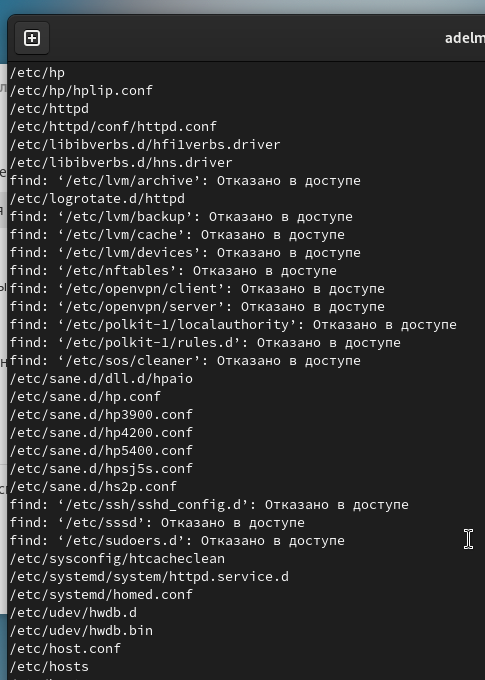 adelm
/etc/hp
/etc/hp/hplip.conf
/etc/httpd
/etc/httpd/conf/httpd.conf
/etc/libibverbs.d/hfi1verbs.driver
/etc/libibverbs.d/hns.driver
find: ‘/etc/lvm/archive’: Отказано в доступе
/etc/logrotate.d/httpd
find: ‘/etc/lvm/backup’: Отказано в доступе
find: ‘/etc/lvm/cache’: Отказано в доступе
find: ‘/etc/lvm/devices’: Отказано в доступе
find: ‘/etc/nftables’: Отказано в доступе
find: ‘/etc/openvpn/client’: Отказано в доступе
find: ‘/etc/openvpn/server’: Отказано в доступе
find: ‘/etc/polkit-1/localauthority’: Отказано в доступе
find: ‘/etc/polkit-1/rules.d’: Отказано в доступе
find: ‘/etc/sos/cleaner’: Отказано в доступе
/etc/sane.d/dll.d/hpaio
/etc/sane.d/hp.conf
/etc/sane.d/hp3900.conf
/etc/sane.d/hp4200.conf
/etc/sane.d/hp5400.conf
/etc/sane.d/hpsj5s.conf
/etc/sane.d/hs2p.conf
find: ‘/etc/ssh/sshd_config.d’: Отказано в доступе
find: ‘/etc/sssd’: Отказано в доступе
find: ‘/etc/sudoers.d’: Отказано в доступе
/etc/sysconfig/htcacheclean
/etc/systemd/system/httpd.service.d
/etc/systemd/homed.conf
/etc/udev/hwdb.d
/etc/udev/hwdb.bin
/etc/host.conf
/etc/hosts